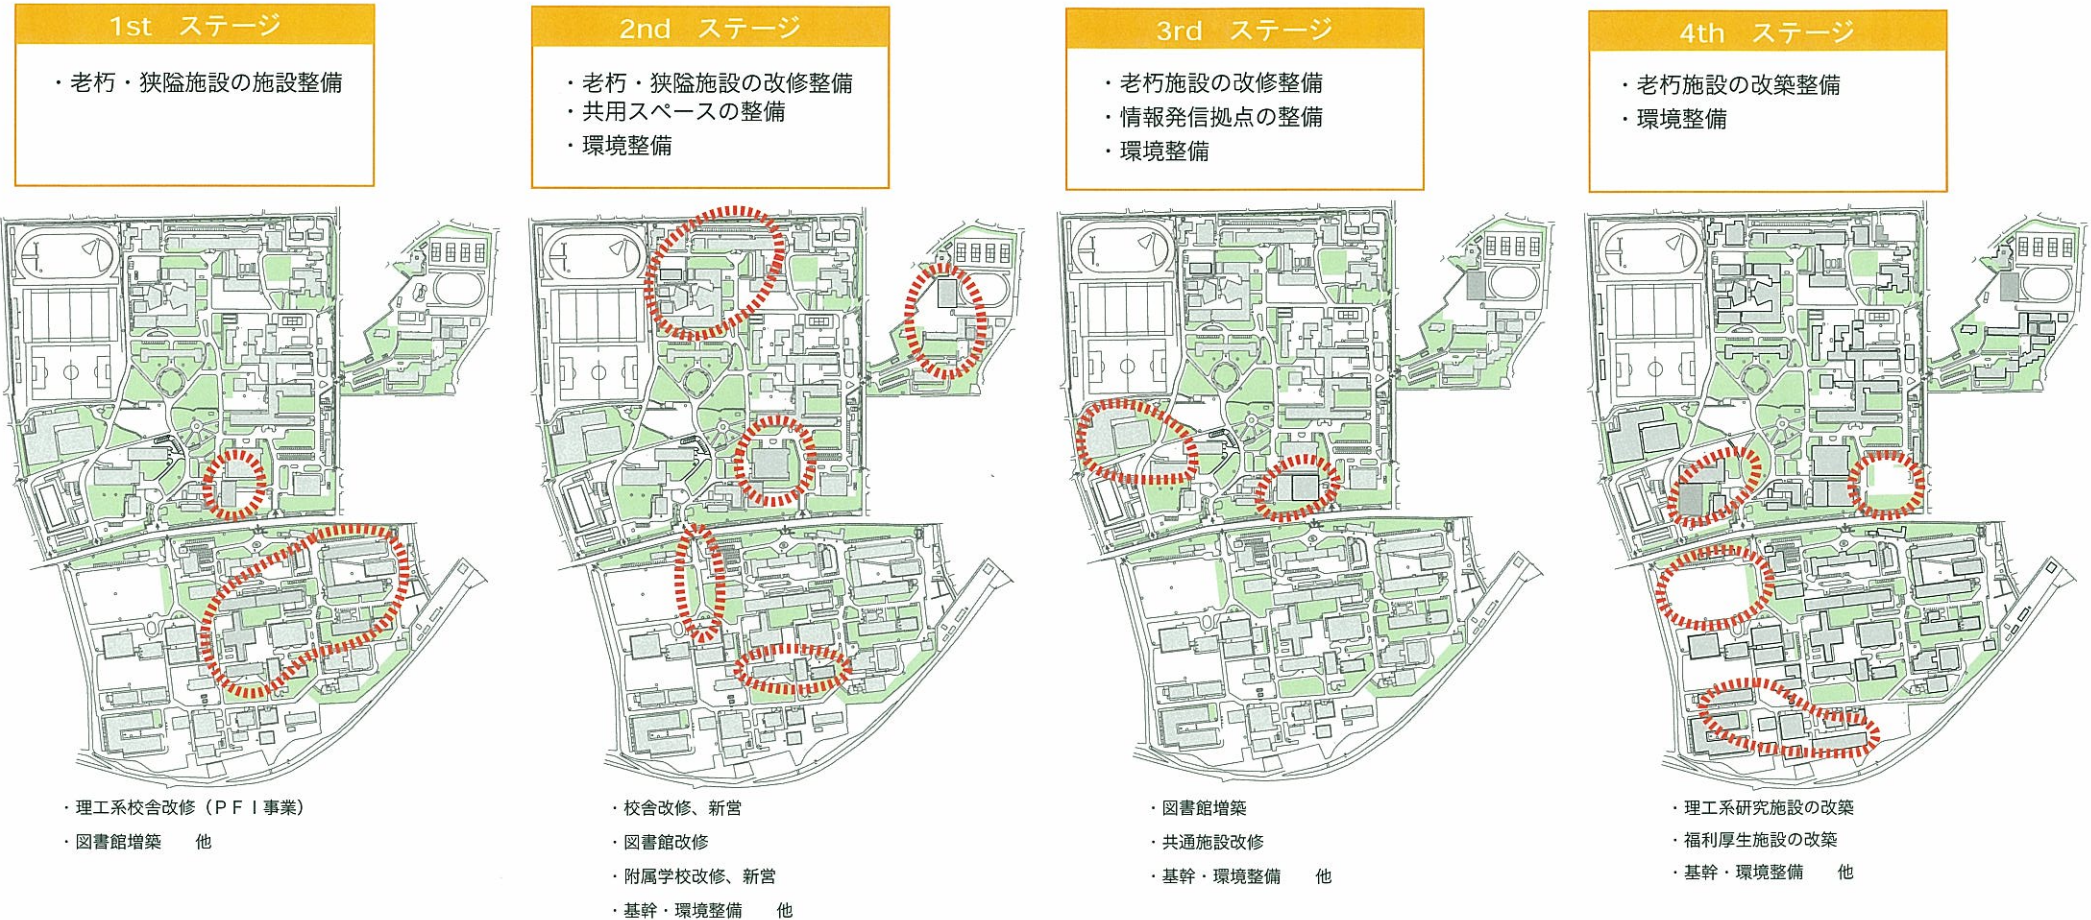 1st ステージ
・老朽・狭隘施設の施設整備
2nd ステージ
・老朽・狭隘施設の改修整備
・共用スペースの整備
・環境整備
3rd ステージ
・老朽施設の改修整備
・情報発信拠点の整備
・環境整備
4th ステージ
・老朽施設の改築整備
・環境整備
・理工系校舎改修（ＰＦＩ事業）
・図書館増築　他
・校舎改修、新営
・図書館改修
・附属学校改修、新営
・基幹・環境整備　他
・図書館増築
・共通施設改修
・基幹・環境整備　他
・理工系研究施設の改築
・福利厚生施設の改築
・基幹・環境整備　他